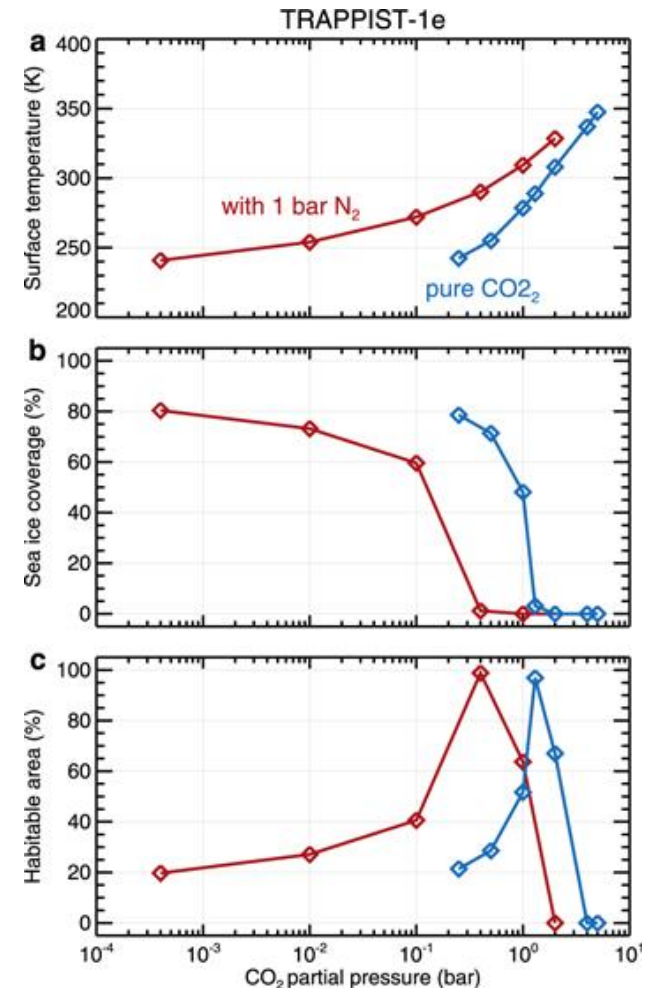 TRAPPIST-1e
a
400
350
300
250
200
Surface temperature (K)
with 1 bar N₂
pure CO2₂
b
100
80
60
40
20
0
Sea ice coverage (%)
c
100
80
60
40
20
0
Habitable area (%)
10⁻⁴ 10⁻³ 10⁻² 10⁻¹ 10⁰ 10¹
CO₂ partial pressure (bar)